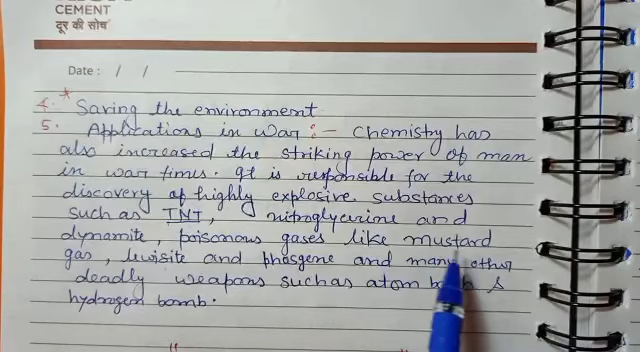 CEMENT
दूर की सोच
Date : / /
4. * Saving the environment
5. Applications in war :- Chemistry has
also increased the striking power of man
in war times. It is responsible for the
discovery of highly explosive substances
such as TNT, nitroglycerine and
dynamite, poisonous gases like mustard
gas, lewisite and phosgene and many other
deadly weapons such as atom &
hydrogen bomb.